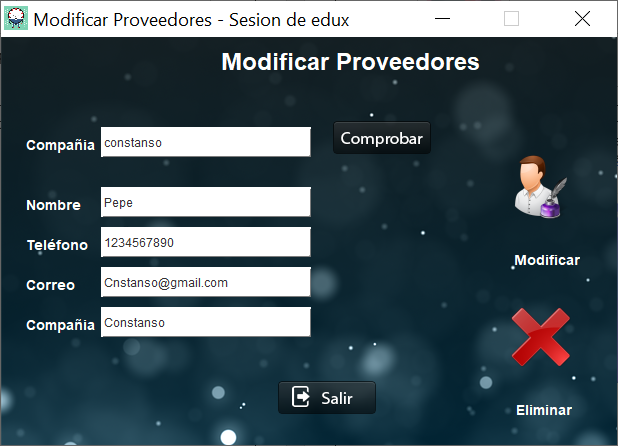 Modificar Proveedores - Sesion de edux
Modificar Proveedores
Compañia constanso Comprobar
Nombre Pepe
Teléfono 1234567890
Correo Cnstanso@gmail.com
Modificar
Compañia Constanso
Salir
Eliminar